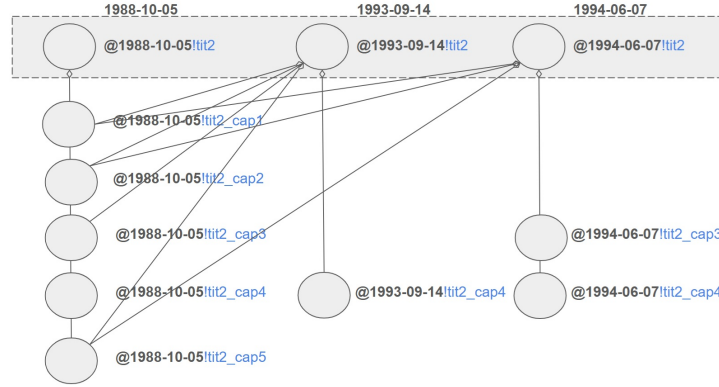 1988-10-05 1993-09-14 1994-06-07
@1988-10-05!tit2 @1993-09-14!tit2 @1994-06-07!tit2
@1988-10-05!tit2_cap1
@1988-10-05!tit2_cap2
@1988-10-05!tit2_cap3 @1994-06-07!tit2_cap3
@1988-10-05!tit2_cap4 @1993-09-14!tit2_cap4 @1994-06-07!tit2_cap4
@1988-10-05!tit2_cap5